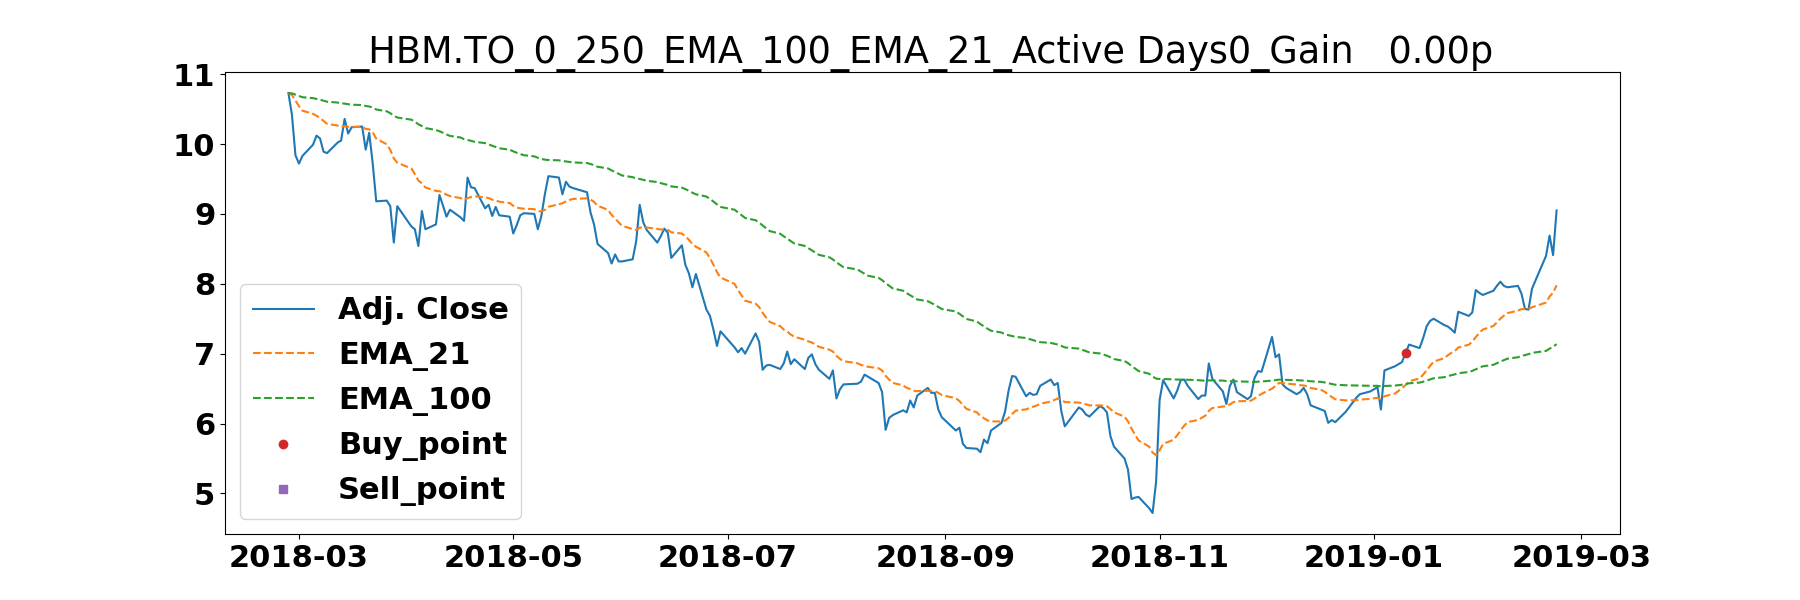 _HBM.TO_0_250_EMA_100_EMA_21_Active Days0_Gain   0.00p
11
10
9
8
7
6
5
Adj. Close
EMA_21
EMA_100
Buy_point
Sell_point
2018-03 2018-05 2018-07 2018-09 2018-11 2019-01 2019-03